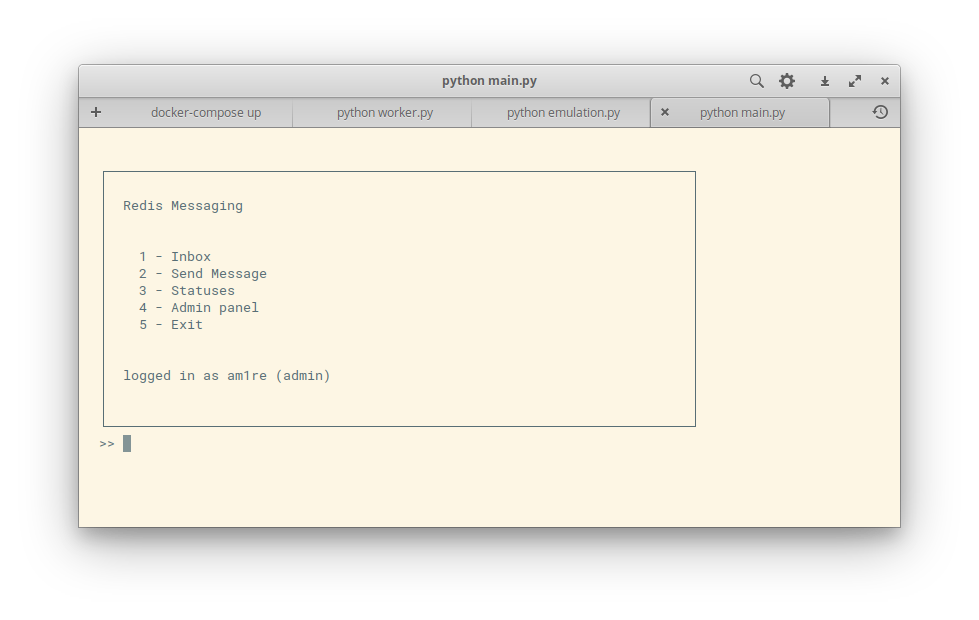 python main.py
docker-compose up
python worker.py
python emulation.py
python main.py
Redis Messaging
1 - Inbox
2 - Send Message
3 - Statuses
4 - Admin panel
5 - Exit
logged in as am1re (admin)
>>